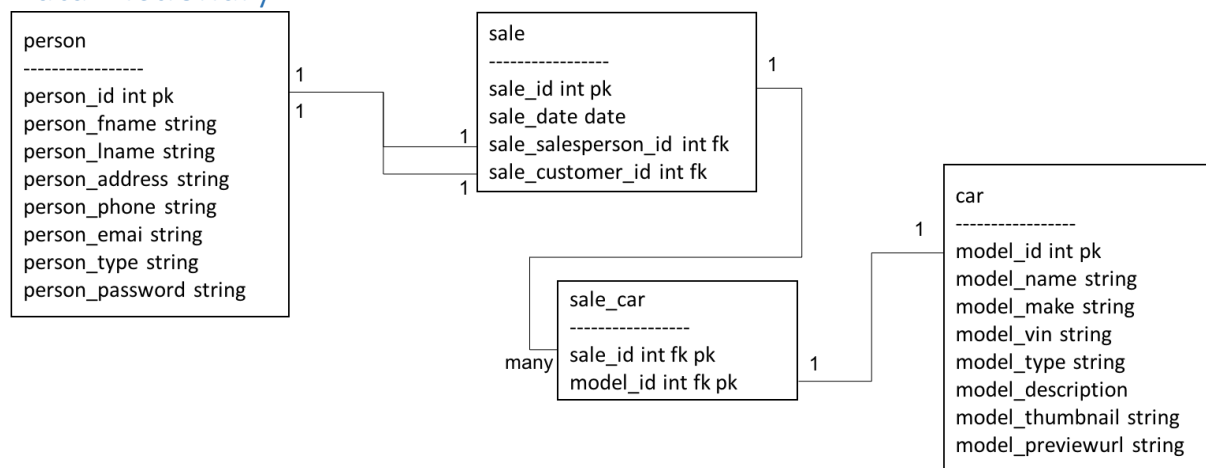 person
-----------------
person_id int pk
person_fname string
person_lname string
person_address string
person_phone string
person_emai string
person_type string
person_password string
1
1
1
1
sale
-----------------
sale_id int pk
sale_date date
sale_salesperson_id int fk
sale_customer_id int fk
1
many
sale_car
-----------------
sale_id int fk pk
model_id int fk pk
1
1
car
-----------------
model_id int pk
model_name string
model_make string
model_vin string
model_type string
model_description
model_thumbnail string
model_previewurl string